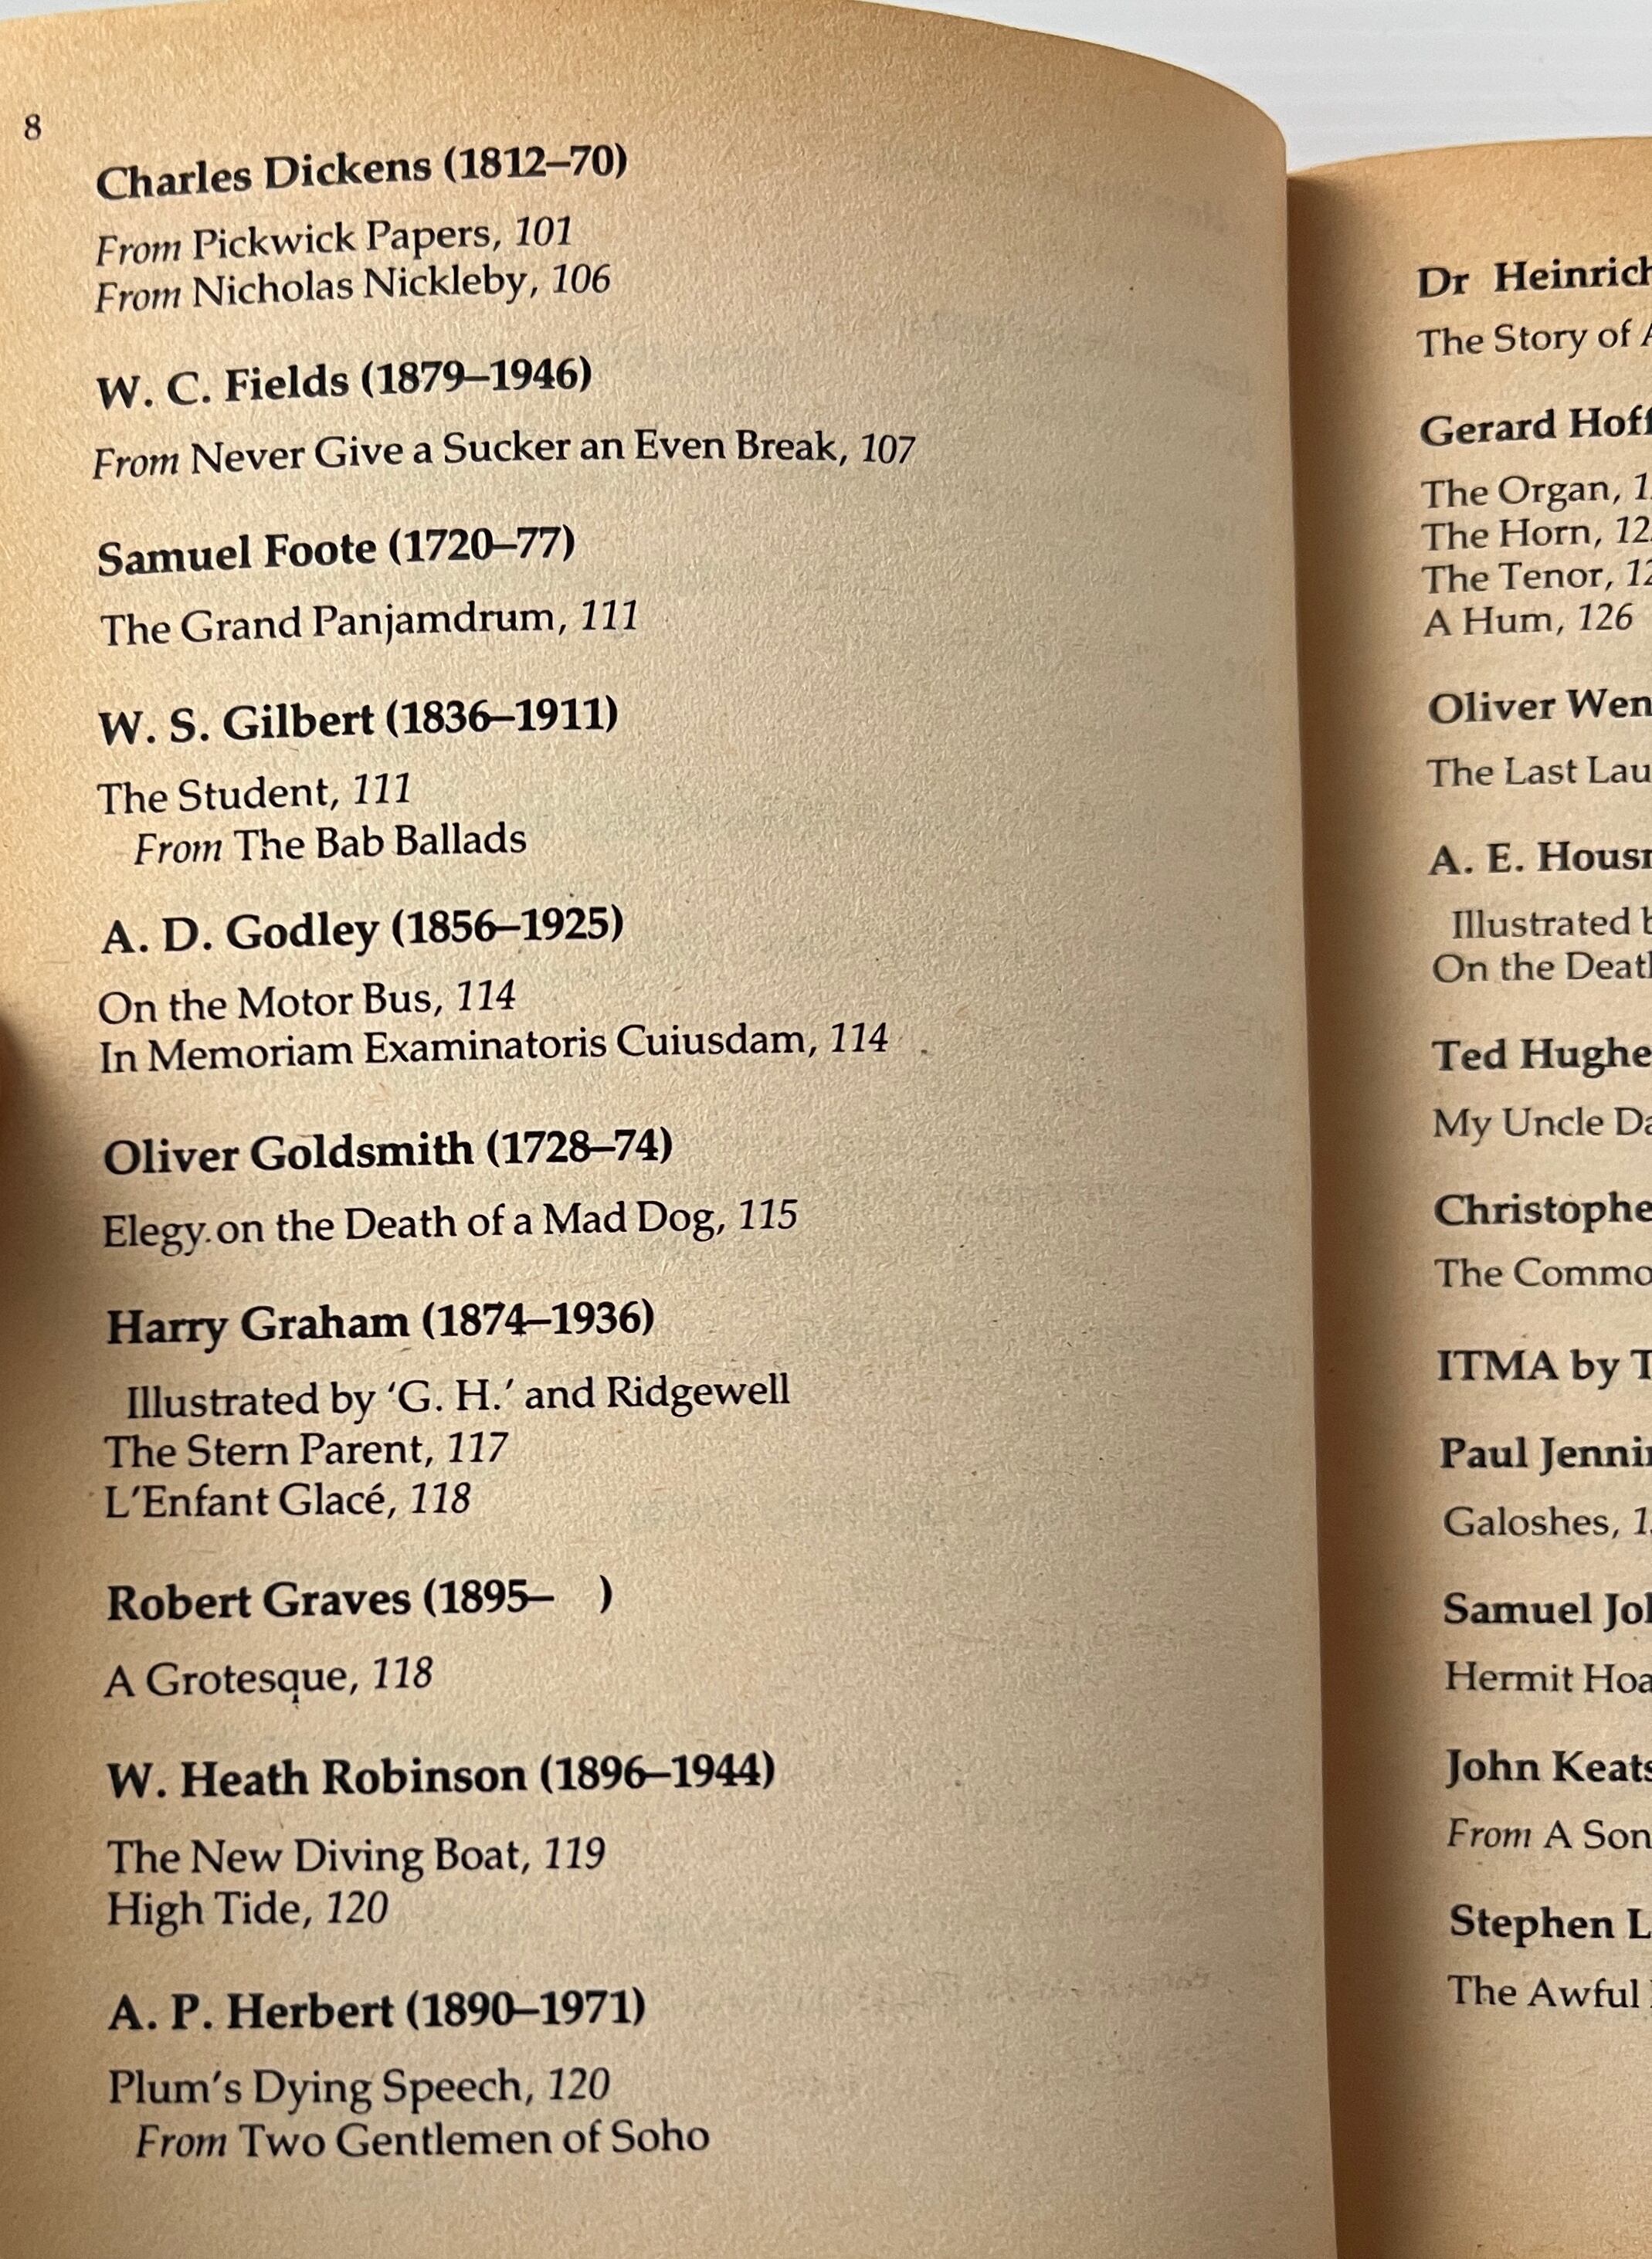 8
Charles Dickens (1812–70)
From Pickwick Papers, 101
From Nicholas Nickleby, 106
W. C. Fields (1879–1946)
From Never Give a Sucker an Even Break, 107
Samuel Foote (1720–77)
The Grand Panjamdrum, 111
W. S. Gilbert (1836–1911)
The Student, 111
From The Bab Ballads
A. D. Godley (1856–1925)
On the Motor Bus, 114
In Memoriam Examinatoris Cuiusdam, 114
Oliver Goldsmith (1728–74)
Elegy on the Death of a Mad Dog, 115
Harry Graham (1874–1936)
Illustrated by ‘G. H.’ and Ridgewell
The Stern Parent, 117
L’Enfant Glacé, 118
Robert Graves (1895–   )
A Grotesque, 118
W. Heath Robinson (1896–1944)
The New Diving Boat, 119
High Tide, 120
A. P. Herbert (1890–1971)
Plum’s Dying Speech, 120
From Two Gentlemen of Soho
Dr Heinrich
The Story of
Gerard
The Organ,
The Horn,
The Tenor,
A Hum, 126
Oliver
The Last
A. E.
Illustrated
On the
Ted
My Uncle
The
ITMA by
Paul
Galoshes,
Samuel
Hermit
John Keats
From A
Stephen
The Awful